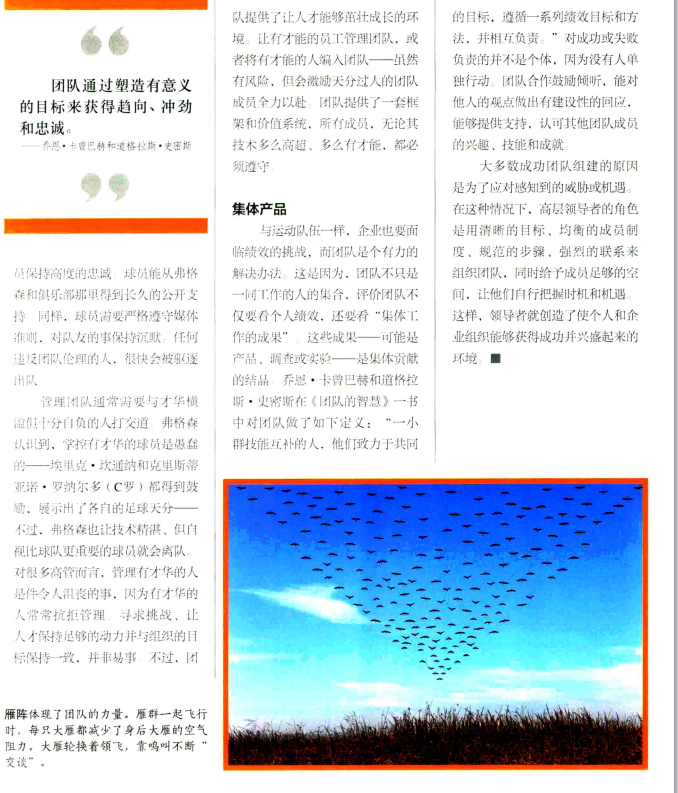 团队通过塑造有意义
的目标来获得趋向、冲劲
和忠诚。
——乔恩·卡曾巴赫和道格拉斯·史密斯
员保持高度的忠诚。球员能从弗格
森和俱乐部那里得到长久的公开支
持。同样，球员需要严格遵守媒体
准则，对队友的事保持沉默。任何
违反团队伦理的人，很快会被驱逐
出队。
管理团队通常需要与才华横
溢但十分自负的人打交道。弗格森
认识到，掌控有才华的球员是愚蠢
的——埃里克·坎通纳和克里斯蒂
亚诺·罗纳尔多（C罗）都得到鼓
励，展示出了各自的足球天分——
不过，弗格森也让技术精湛、但自
视比球队更重要的球员就会离队。
对很多高管而言，管理有才华的人
是件令人沮丧的事，因为有才华的
人常常抗拒管理。寻求挑战、让
人才保持足够的动力并与组织的目
标保持一致，并非易事。不过，团
队提供了让人才能够茁壮成长的环
境。让有才能的员工管理团队，或
者将有才能的人编入团队——虽然
有风险，但会激励天分过人的团队
成员全力以赴。团队提供了一套框
架和价值系统，所有成员，无论其
技术多么高超、多么有才能，都必
须遵守。
集体产品
与运动队伍一样，企业也要面
临绩效的挑战，而团队是个有力的
解决办法。这是因为，团队不只是
一同工作的人的集合，评价团队不
仅要看个人绩效，还要看“集体工
作的成果”。这些成果——可能是
产品、调查或实验——是集体贡献
的结晶。乔恩·卡曾巴赫和道格拉
斯·史密斯在《团队的智慧》一书
中对团队做了如下定义：“一小
群技能互补的人，他们致力于共同
的目标，遵循一系列绩效目标和方
法，并相互负责。”对成功或失败
负责的并不是个体，因为没有人单
独行动。团队合作鼓励倾听，能对
他人的观点做出有建设性的回应，
能够提供支持，认可其他团队成员
的兴趣、技能和成就。
大多数成功团队组建的原因
是为了应对感知到的威胁或机遇。
在这种情况下，高层领导者的角色
是用清晰的目标、均衡的成员制
度、规范的步骤、强烈的联系来
组织团队，同时给予成员足够的空
间，让他们自行把握时机和机遇。
这样，领导者就创造了使个人和企
业组织能够获得成功并兴盛起来的
环境。■
雁阵体现了团队的力量。雁群一起飞行
时，每只大雁都减少了身后大雁的空气
阻力。大雁轮换着领飞，靠鸣叫不断“
交谈”。